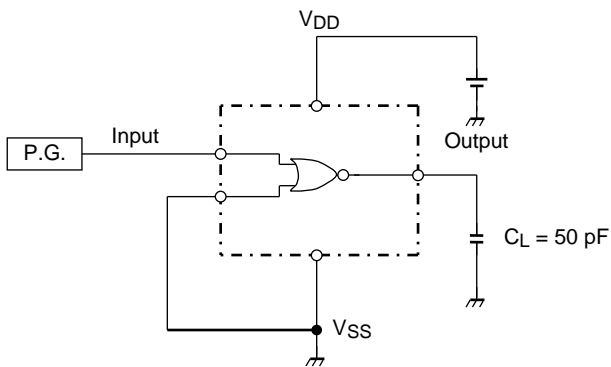 VDD
Input
Output
P.G.
CL = 50 pF
VSS